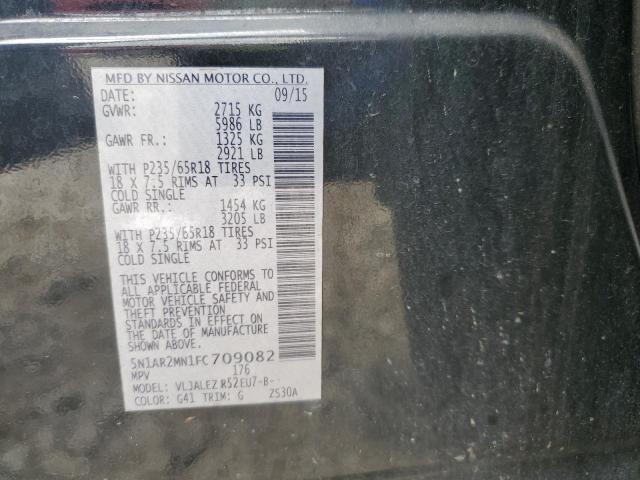 MFD BY NISSAN MOTOR CO., LTD.
DATE: 09/15
GVWR: 2715 KG
5986 LB
GAWR FR.: 1325 KG
2921 LB
WITH P235/65R18 TIRES
18 X 7.5 RIMS AT 33 PSI
COLD SINGLE
GAWR RR.: 1454 KG
3205 LB
WITH P235/65R18 TIRES
18 X 7.5 RIMS AT 33 PSI
COLD SINGLE
THIS VEHICLE CONFORMS TO
ALL APPLICABLE FEDERAL
MOTOR VEHICLE SAFETY AND
THEFT PREVENTION
STANDARDS IN EFFECT ON
THE DATE OF MANUFACTURE
SHOWN ABOVE.
5N1AR2MN1FC709082
MPV 176
MODEL: VLJALEZ R52EU7-B-
COLOR: G41 TRIM: G ZS30A